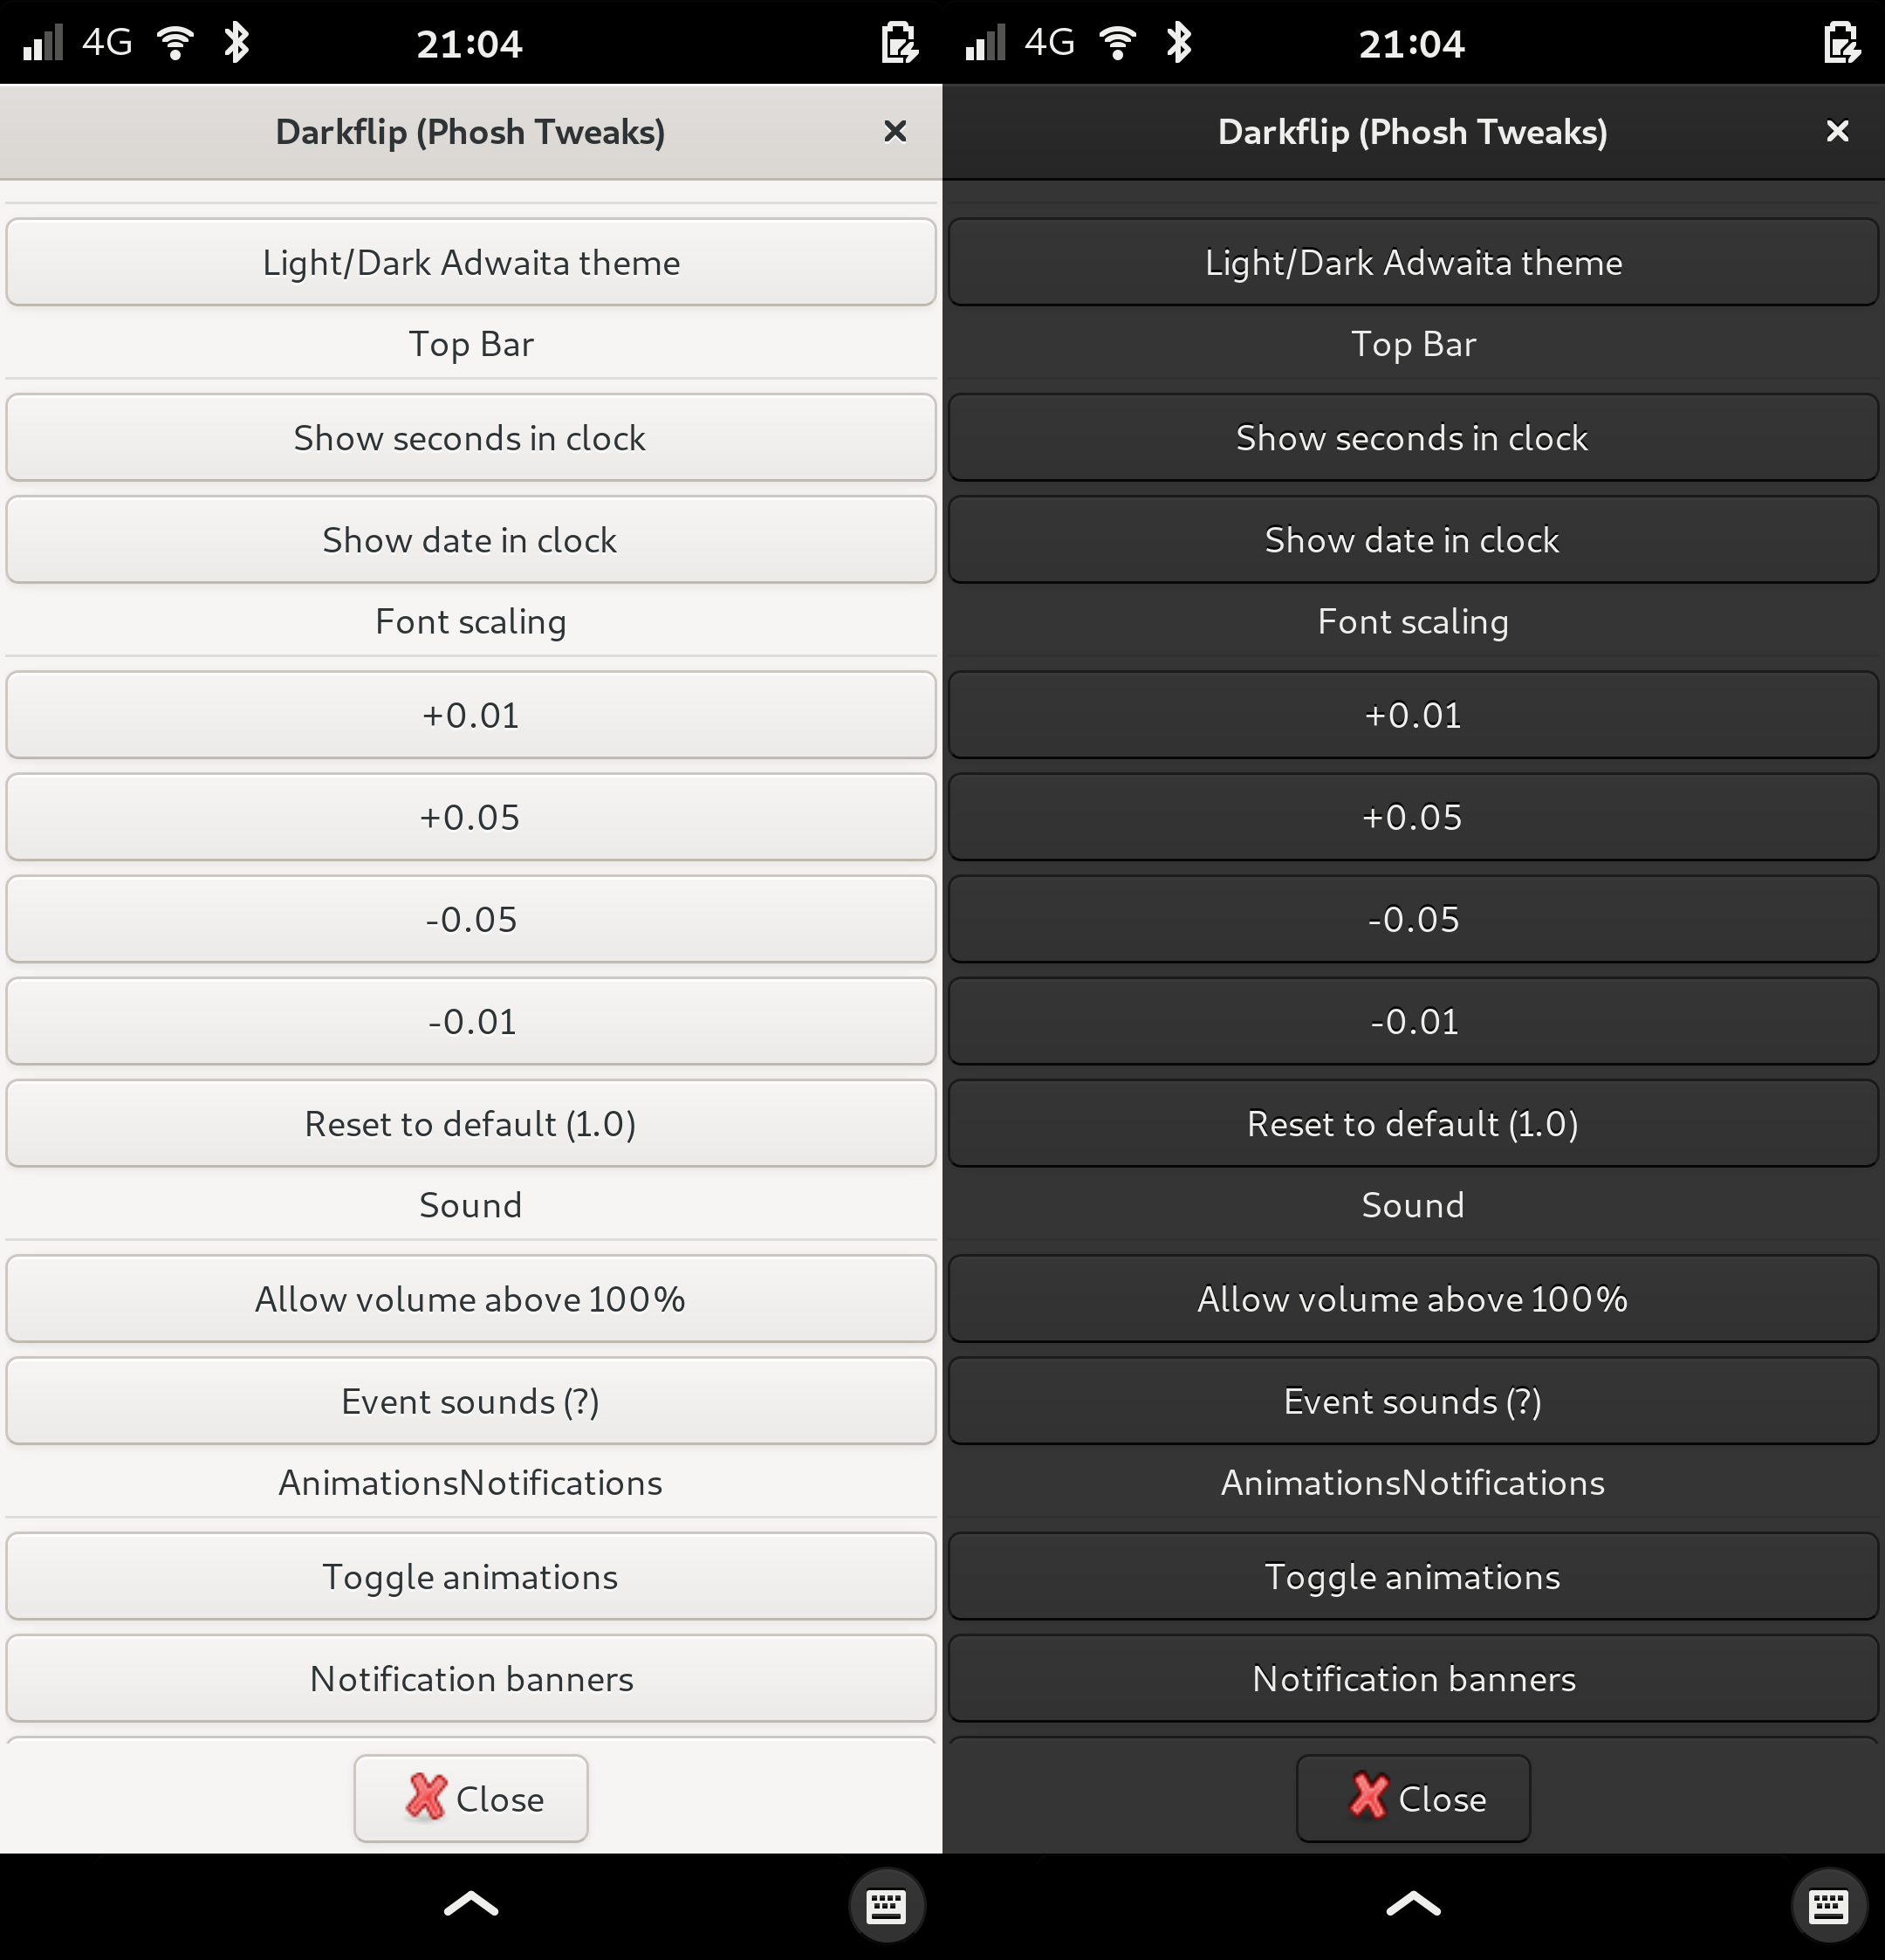 4G 21:04
Darkflip (Phosh Tweaks)
Light/Dark Adwaita theme
Top Bar
Show seconds in clock
Show date in clock
Font scaling
+0.01
+0.05
-0.05
-0.01
Reset to default (1.0)
Sound
Allow volume above 100%
Event sounds (?)
AnimationsNotifications
Toggle animations
Notification banners
Close
4G 21:04
Darkflip (Phosh Tweaks)
Light/Dark Adwaita theme
Top Bar
Show seconds in clock
Show date in clock
Font scaling
+0.01
+0.05
-0.05
-0.01
Reset to default (1.0)
Sound
Allow volume above 100%
Event sounds (?)
AnimationsNotifications
Toggle animations
Notification banners
Close